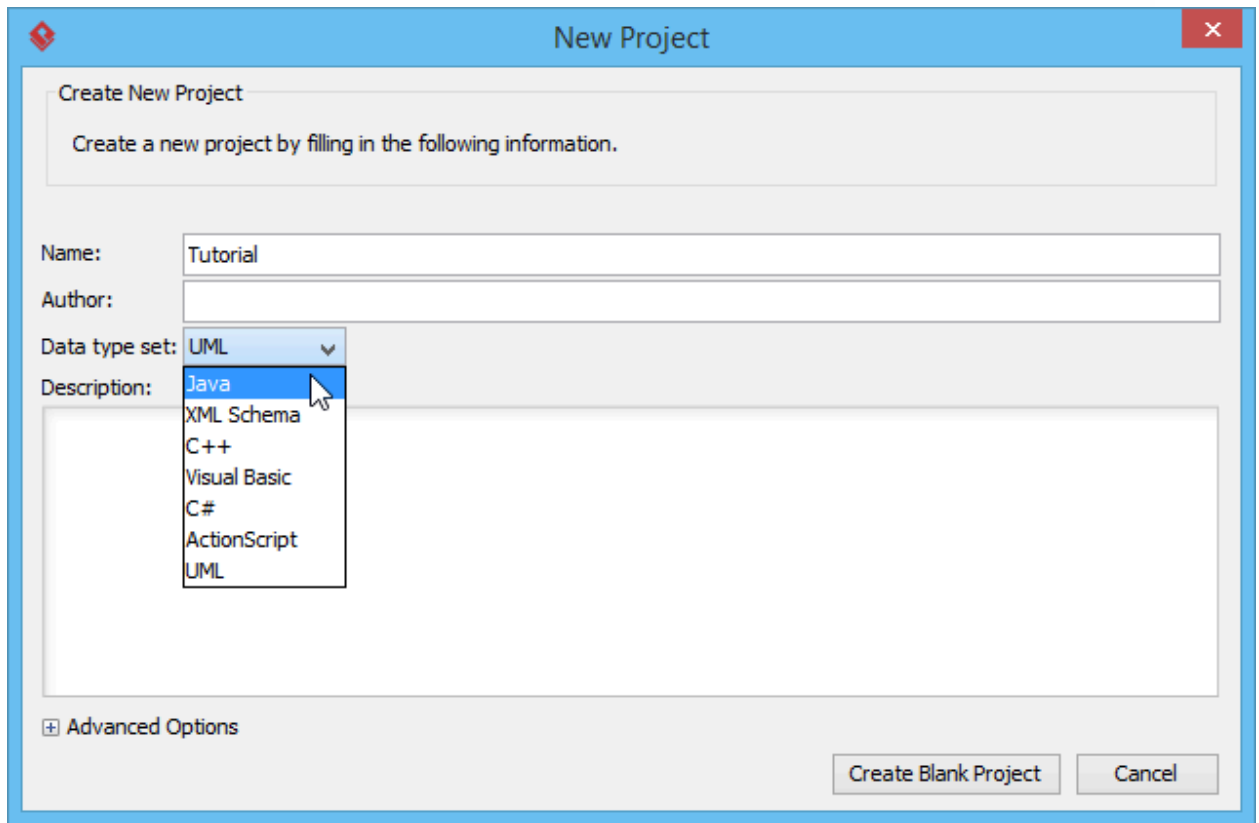 New Project
Create New Project
Create a new project by filling in the following information.
Name: Tutorial
Author:
Data type set: UML
Description:
Java
XML Schema
C++
Visual Basic
C#
ActionScript
UML
Advanced Options
Create Blank Project Cancel